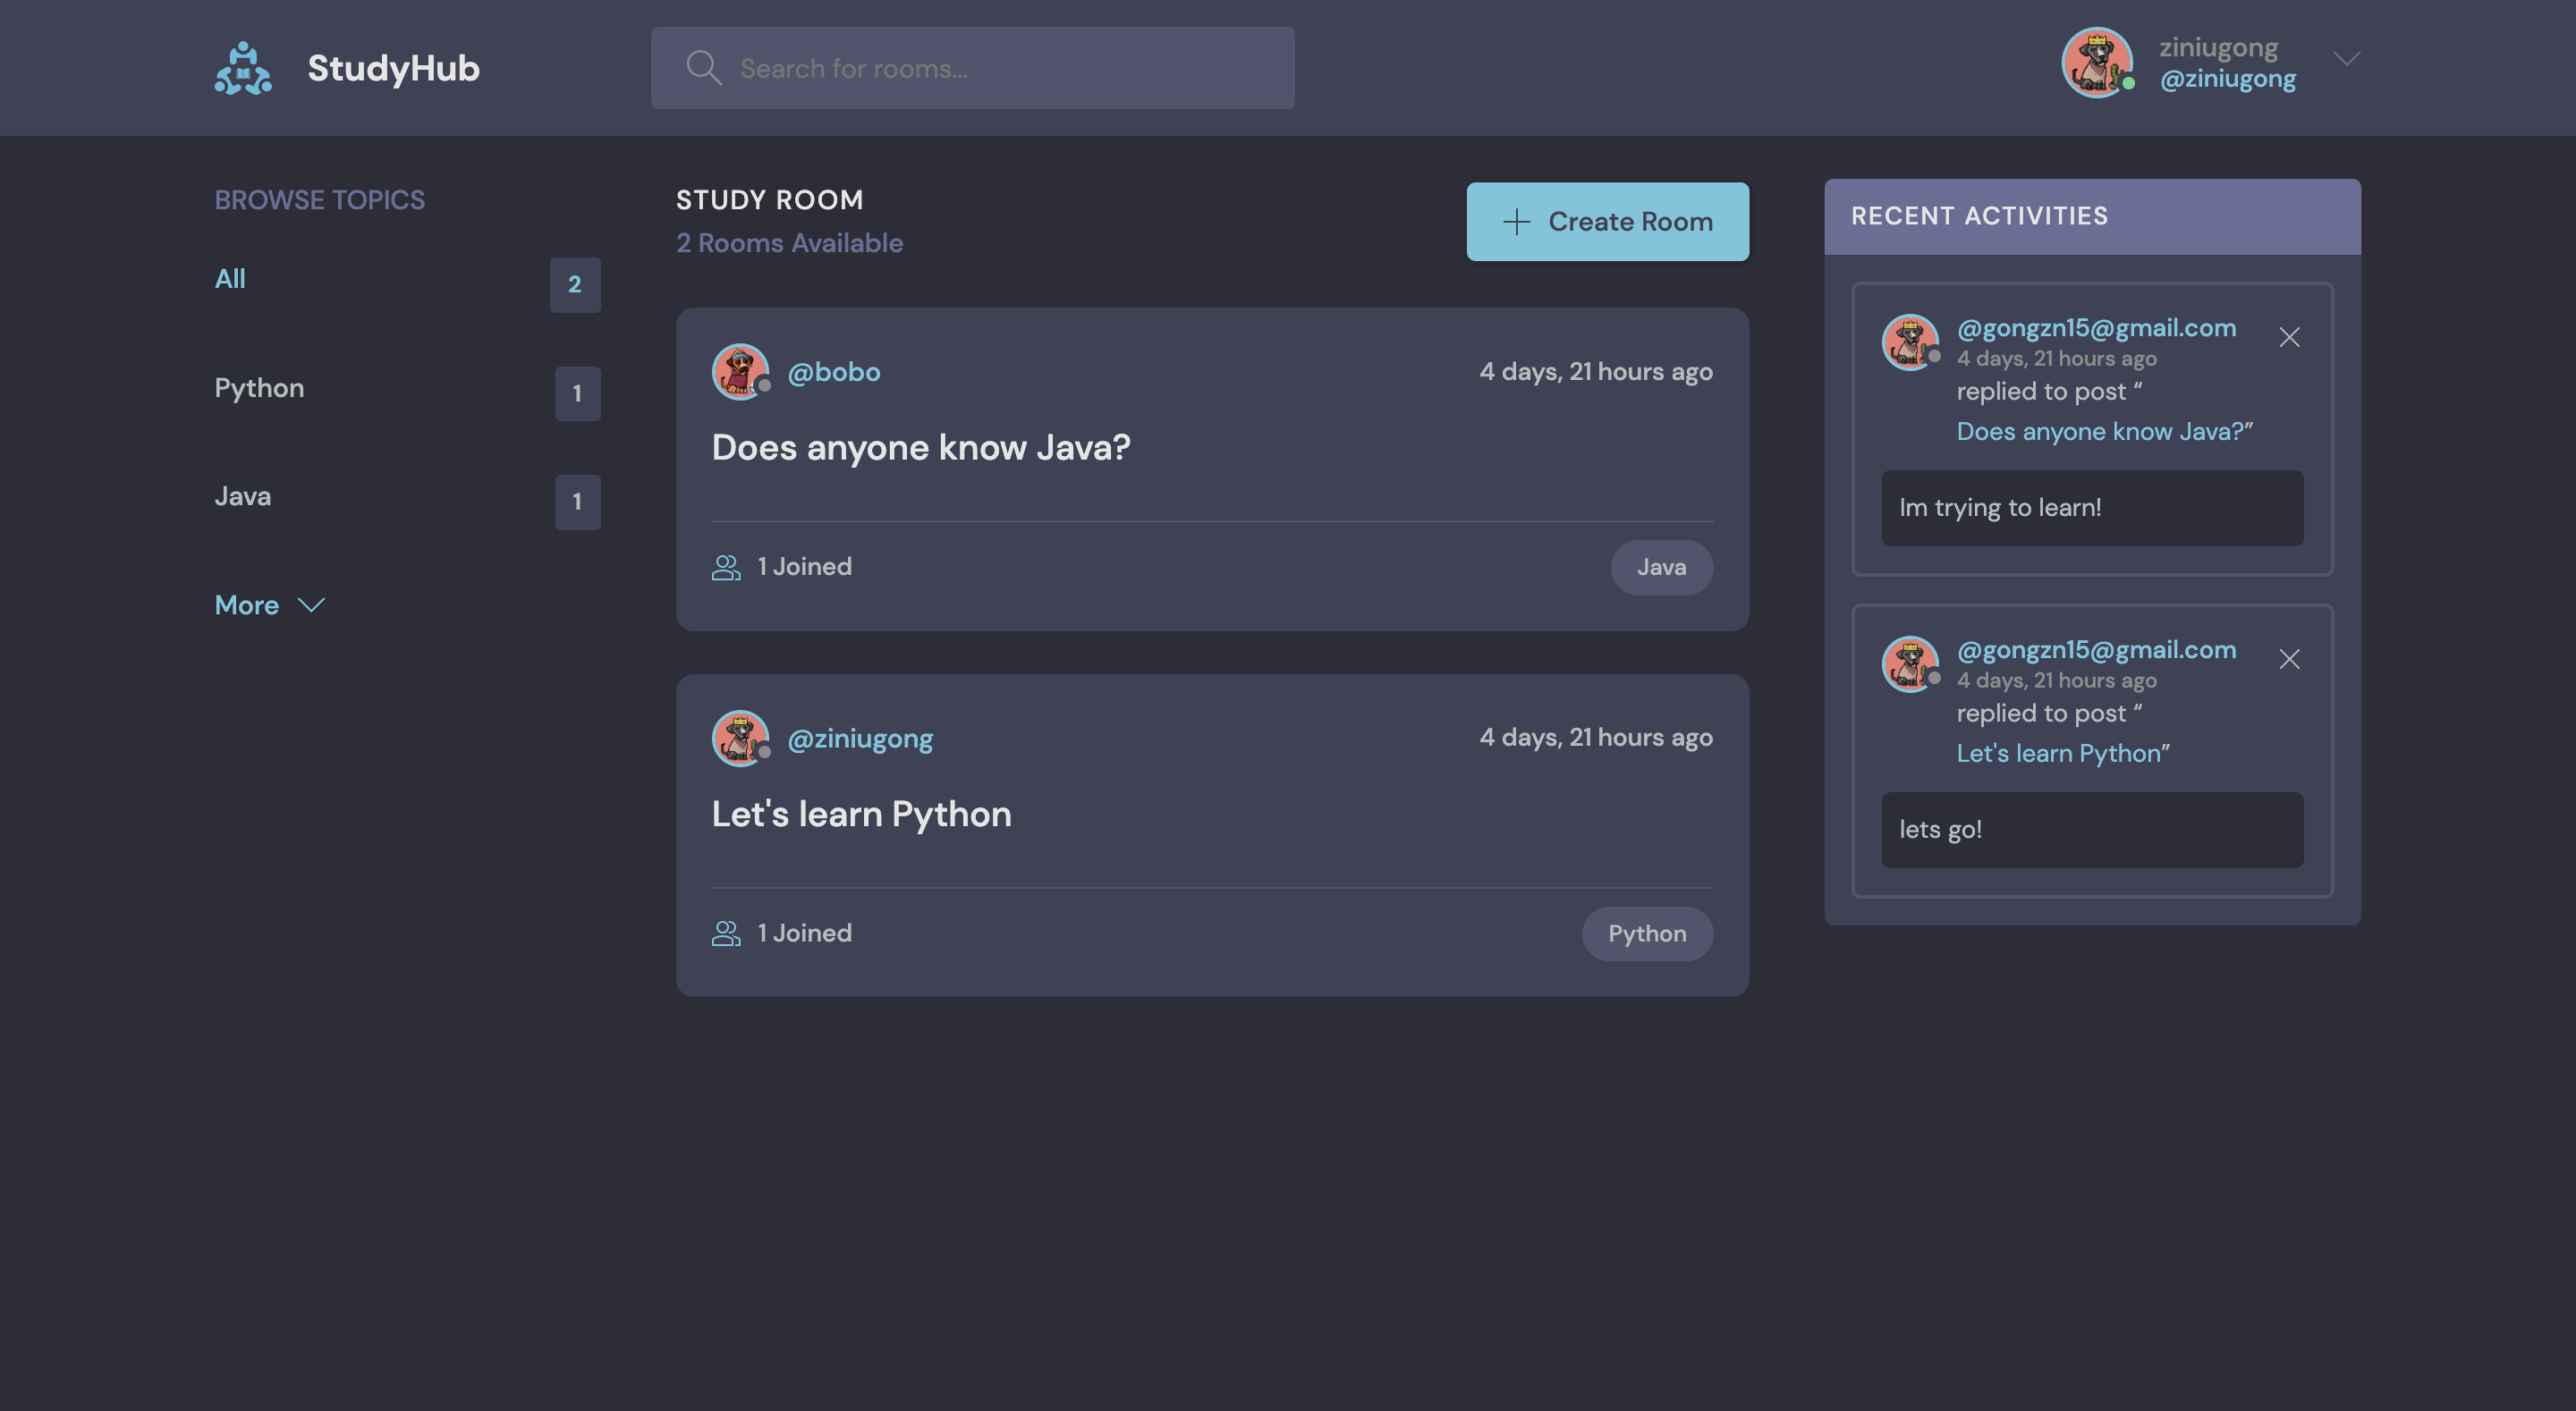 StudyHub
Search for rooms...
ziniugong
@ziniugong
BROWSE TOPICS
All
2
Python
1
Java
1
More
STUDY ROOM
2 Rooms Available
Create Room
@bobo
4 days, 21 hours ago
Does anyone know Java?
1 Joined
Java
@ziniugong
4 days, 21 hours ago
Let's learn Python
1 Joined
Python
RECENT ACTIVITIES
@gongzn15@gmail.com
4 days, 21 hours ago
replied to post “
Does anyone know Java?”
Im trying to learn!
@gongzn15@gmail.com
4 days, 21 hours ago
replied to post “
Let's learn Python”
lets go!